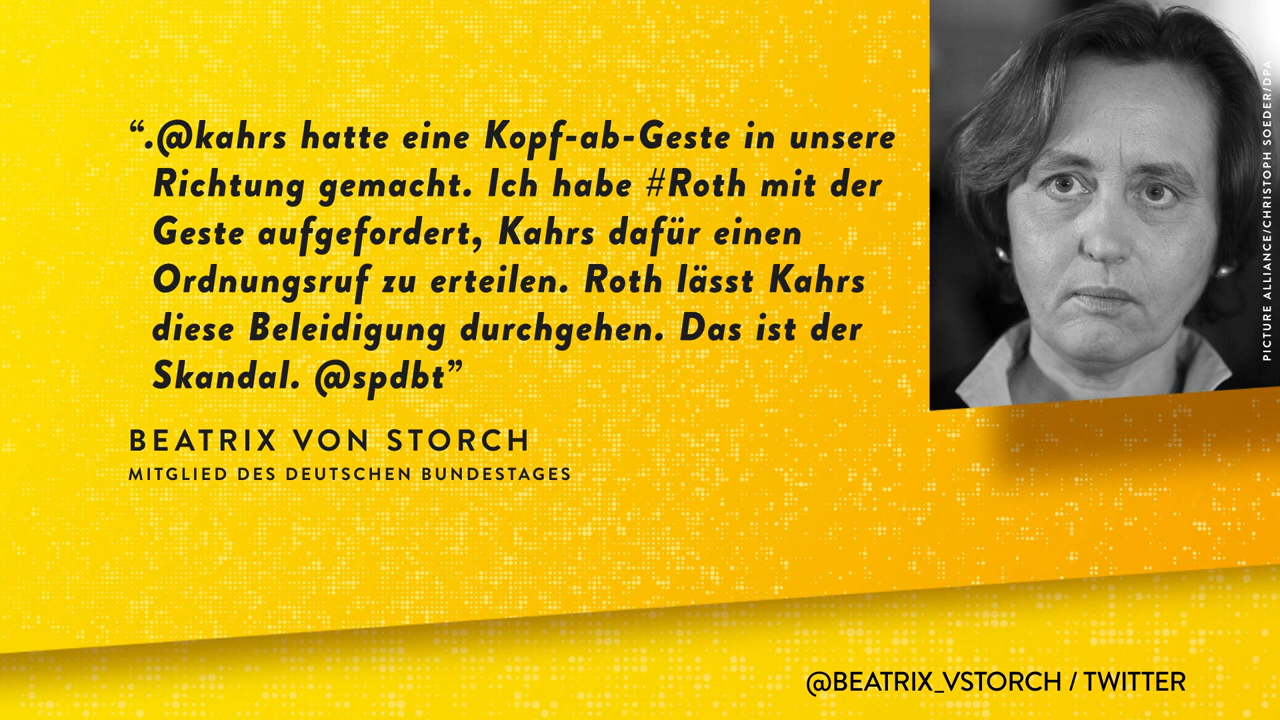 “.@kahrs hatte eine Kopf-ab-Geste in unsere
Richtung gemacht. Ich habe #Roth mit der
Geste aufgefordert, Kahrs dafür einen
Ordnungsruf zu erteilen. Roth lässt Kahrs
diese Beleidigung durchgehen. Das ist der
Skandal. @spdbt”
BEATRIX VON STORCH
MITGLIED DES DEUTSCHEN BUNDESTAGES
PICTURE ALLIANCE/CHRISTOPH SOEDER/DPA
@BEATRIX_VSTORCH / TWITTER